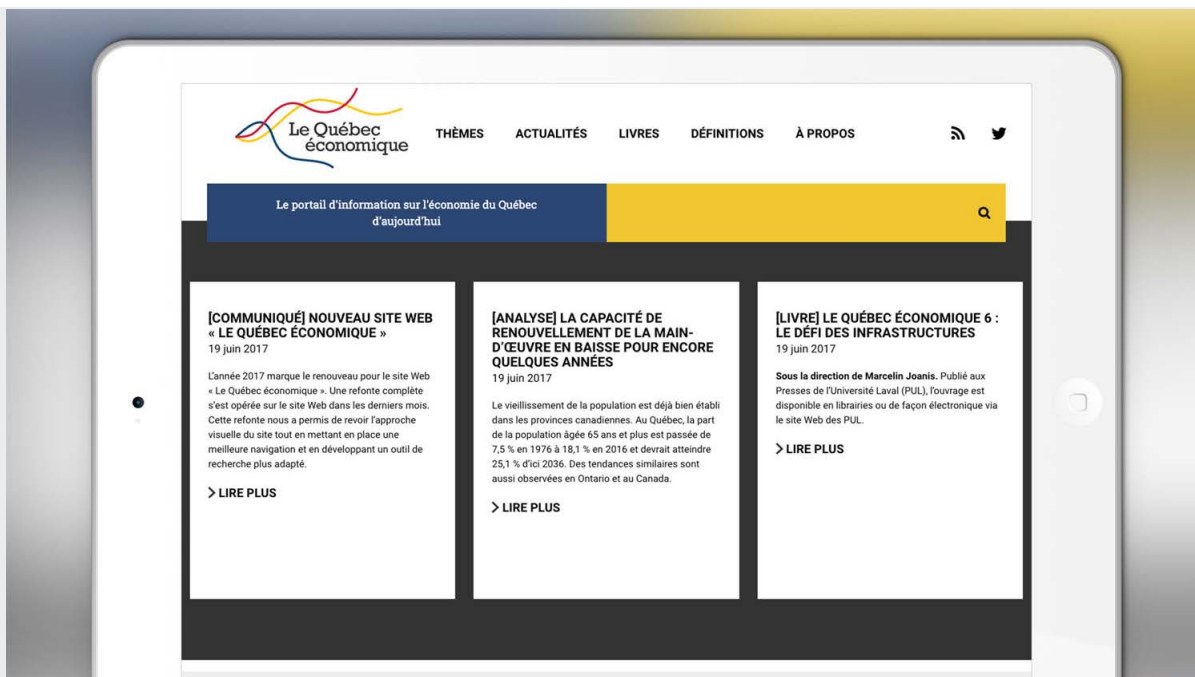 Le Québec
économique
THÈMES ACTUALITÉS LIVRES DÉFINITIONS À PROPOS
Le portail d'information sur l'économie du Québec
d'aujourd'hui
[COMMUNIQUÉ] NOUVEAU SITE WEB
« LE QUÉBEC ÉCONOMIQUE »
19 juin 2017
L'année 2017 marque le renouveau pour le site Web
« Le Québec économique ». Une refonte complète
s'est opérée sur le site Web dans les derniers mois.
Cette refonte nous a permis de revoir l'approche
visuelle du site tout en mettant en place une
meilleure navigation et en développant un outil de
recherche plus adapté.
> LIRE PLUS
[ANALYSE] LA CAPACITÉ DE
RENOUVELLEMENT DE LA MAIN-
D'ŒUVRE EN BAISSE POUR ENCORE
QUELQUES ANNÉES
19 juin 2017
Le vieillissement de la population est déjà bien établi
dans les provinces canadiennes. Au Québec, la part
de la population âgée 65 ans et plus est passée de
7,5 % en 1976 à 18,1 % en 2016 et devrait atteindre
25,1 % d'ici 2036. Des tendances similaires sont
aussi observées en Ontario et au Canada.
> LIRE PLUS
[LIVRE] LE QUÉBEC ÉCONOMIQUE 6 :
LE DÉFI DES INFRASTRUCTURES
19 juin 2017
Sous la direction de Marcelin Joanis. Publié aux
Presses de l'Université Laval (PUL), l'ouvrage est
disponible en librairies ou de façon électronique via
le site Web des PUL.
> LIRE PLUS